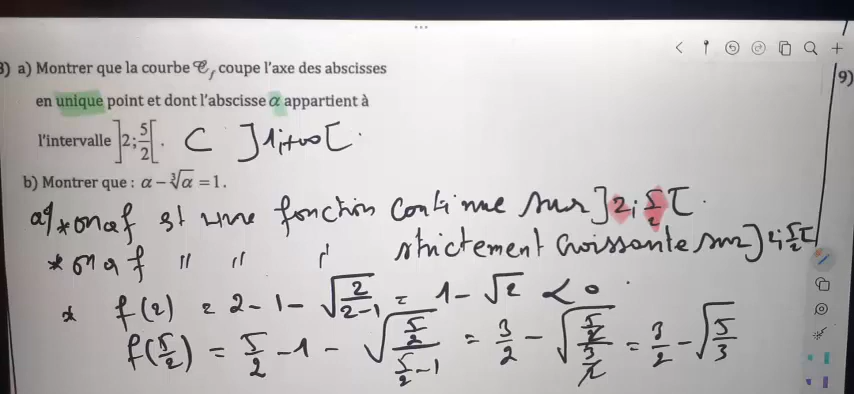 3) a) Montrer que la courbe 𝒞f coupe l'axe des abscisses
en unique point et dont l'abscisse α appartient à
l'intervalle ]2; 5/2[ . ⊂ ]1,+∞[.
b) Montrer que : α − ∛α = 1.
a) * on a f est une fonction continue sur ]2; 5/2[.
* on a f " " " strictement croissante sur ]2; 5/2[
* f(2) = 2-1-√(2/(2-1)) = 1-√2 < 0.
f(5/2) = 5/2 - 1 - √((5/2)/(5/2 - 1)) = 3/2 - √((5/2)/(3/2)) = 3/2 - √(5/3)
9)